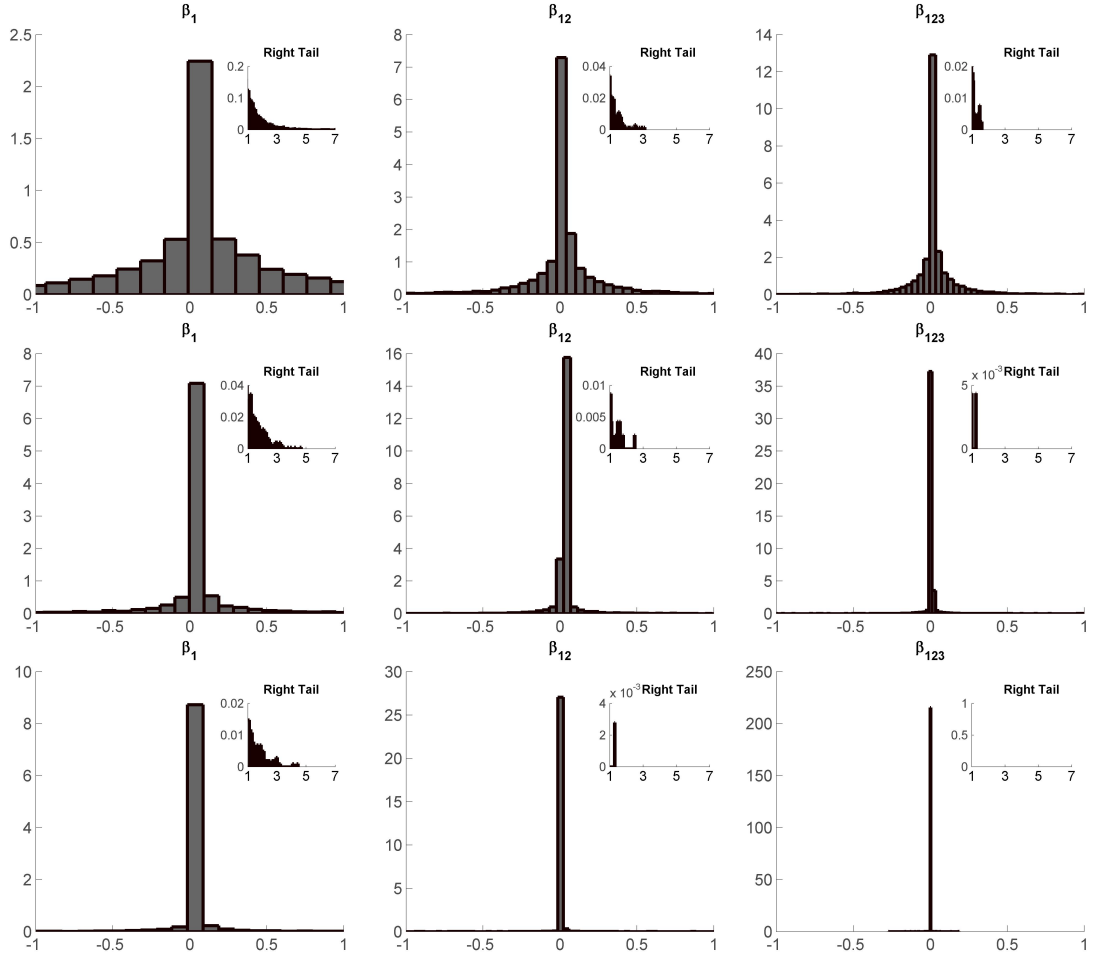 β1 β12 β123
2.5 8 14
Right Tail Right Tail Right Tail
0.2 0.04 0.02
2 7 12
0.1 0.02 0.01
6 10
0 0 0
1.5 1 3 5 7 5 1 3 5 7 1 3 5 7
8
4
1 6
3
2 4
0.5
1 2
0 0 0
-1 -0.5 0 0.5 1 -1 -0.5 0 0.5 1 -1 -0.5 0 0.5 1
β1 β12 β123
8 16 40
Right Tail Right Tail x 10-3 Right Tail
0.04 0.01 5
7 14 35
0.02 0.005
6 12 30
0 0 0
1 3 5 7 1 3 5 7 1 3 5 7
5 10 25
4 8 20
3 6 15
2 4 10
1 2 5
0 0 0
-1 -0.5 0 0.5 1 -1 -0.5 0 0.5 1 -1 -0.5 0 0.5 1
β1 β12 β123
10 30 250
Right Tail x 10-3 Right Tail Right Tail
0.02 4 1
25
8 200
0.01 2 0.5
0 0 0
20
1 3 5 7 1 3 5 7 1 3 5 7
6 150
15
4 100
10
2 50
5
0 0 0
-1 -0.5 0 0.5 1 -1 -0.5 0 0.5 1 -1 -0.5 0 0.5 1